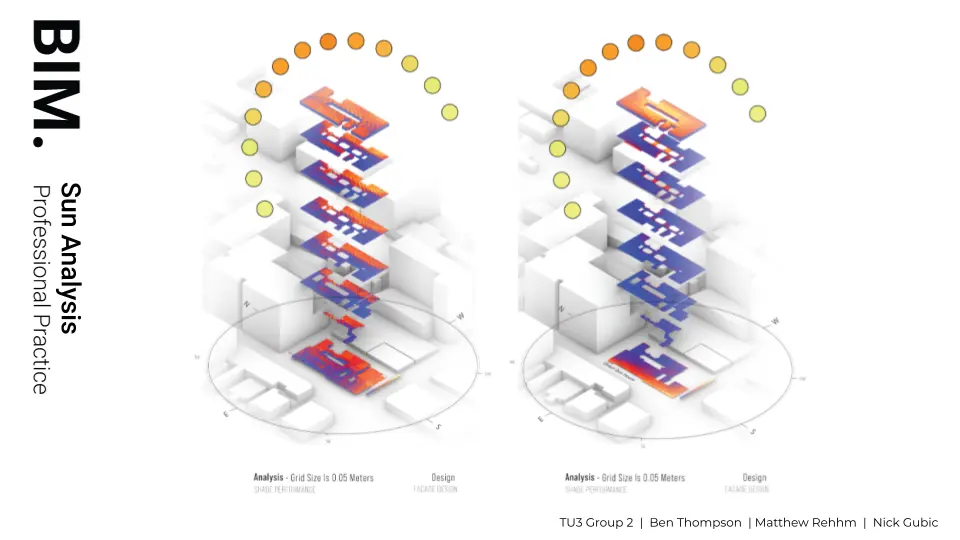 BIM.
Sun Analysis
Professional Practice
N
W
E
S
N
W
E
S
Analysis - Grid Size Is 0.05 Meters
SHADE PERFORMANCE
Design
FACADE DESIGN
Analysis - Grid Size Is 0.05 Meters
SHADE PERFORMANCE
Design
FACADE DESIGN
TU3 Group 2 | Ben Thompson | Matthew Rehhm | Nick Gubic